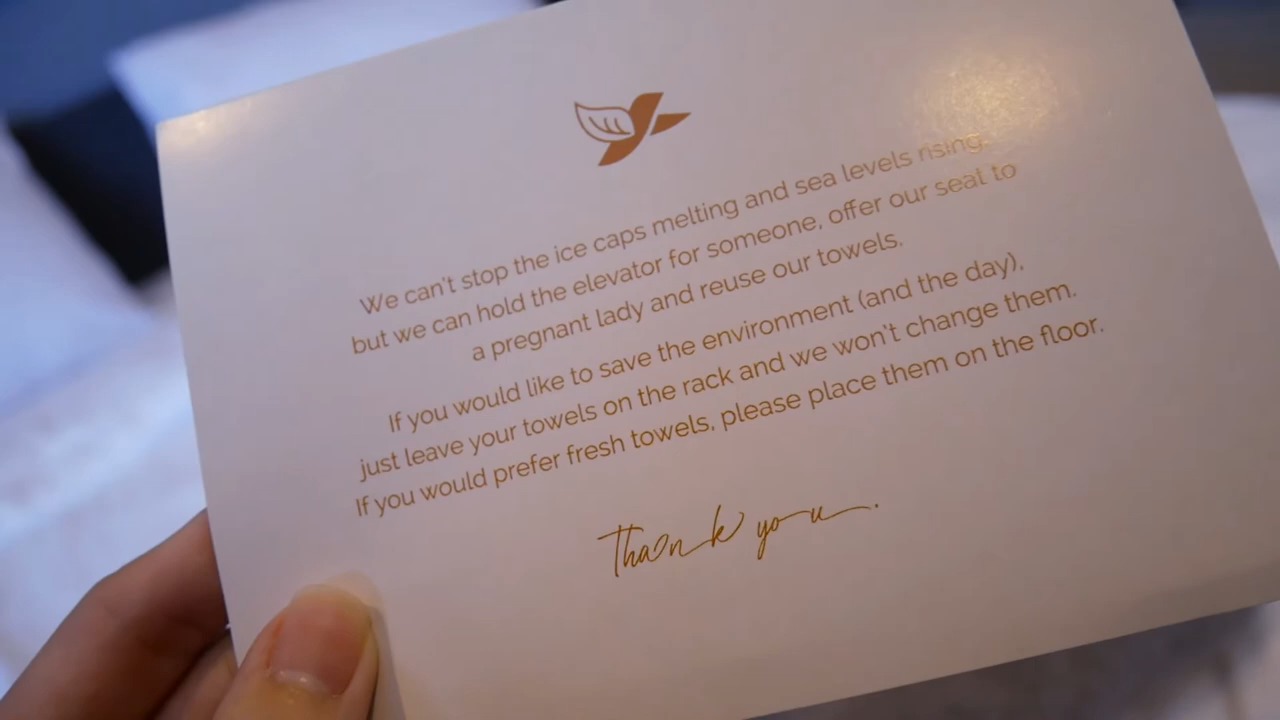 We can't stop the ice caps melting and sea levels rising,
but we can hold the elevator for someone, offer our seat to
a pregnant lady and reuse our towels.
If you would like to save the environment (and the day),
just leave your towels on the rack and we won't change them.
If you would prefer fresh towels, please place them on the floor.
Thank you.